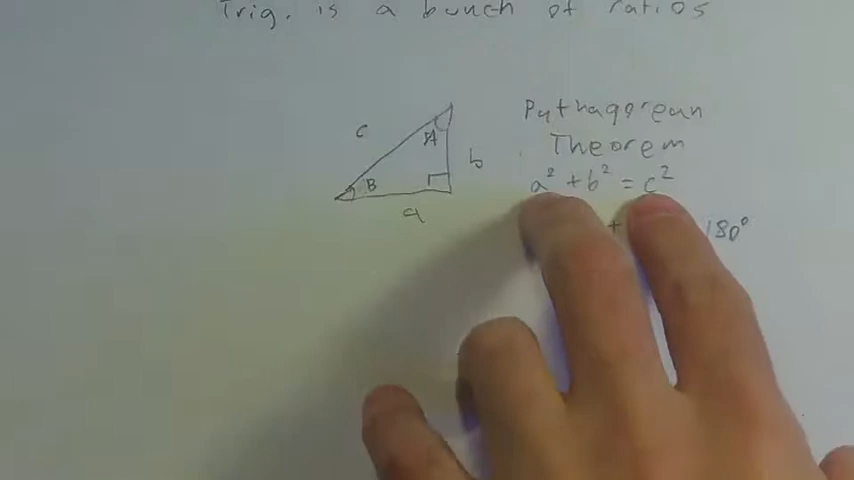 Trig. is a bunch of ratios
Pythagorean
Theorem
a² + b² = c²
+ 180°
c
A
b
B
a